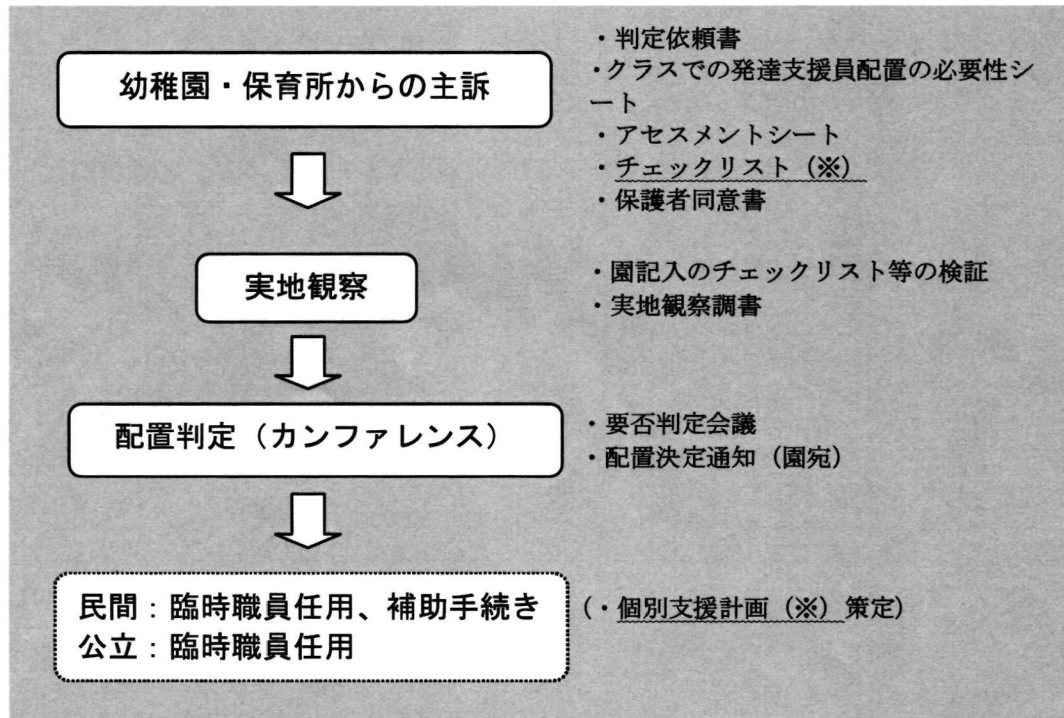 幼稚園・保育所からの主訴
・判定依頼書
・クラスでの発達支援員配置の必要性シ
ート
・アセスメントシート
・チェックリスト（※）
・保護者同意書
実地観察
・園記入のチェックリスト等の検証
・実地観察調書
配置判定（カンファレンス）
・要否判定会議
・配置決定通知（園宛）
民間：臨時職員任用、補助手続き
公立：臨時職員任用
（・個別支援計画（※）策定）